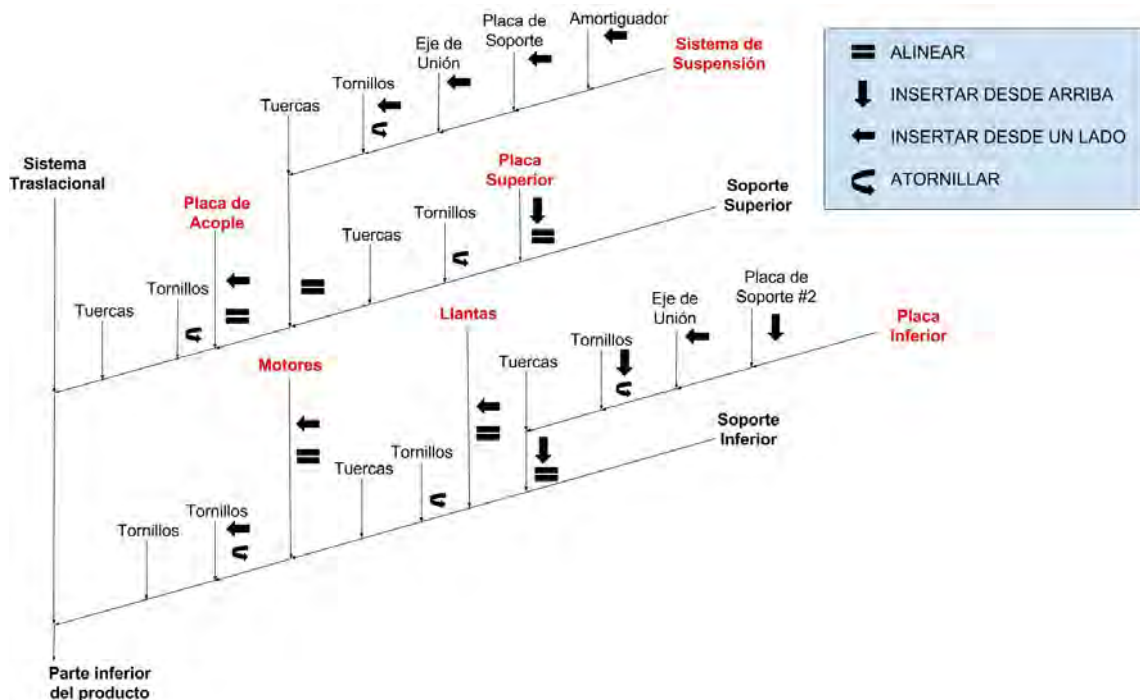 Amortiguador
Placa de
Soporte
Sistema de
Suspensión
Eje de
Unión
Tornillos
Tuercas
ALINEAR
INSERTAR DESDE ARRIBA
INSERTAR DESDE UN LADO
ATORNILLAR
Sistema
Traslacional
Placa de
Acople
Placa
Superior
Soporte
Superior
Tornillos
Tuercas
Tornillos
Tuercas
Placa de
Soporte #2
Eje de
Unión
Placa
Inferior
Llantas
Tornillos
Tuercas
Motores
Soporte
Inferior
Tornillos
Tuercas
Tornillos
Tornillos
Parte inferior
del producto